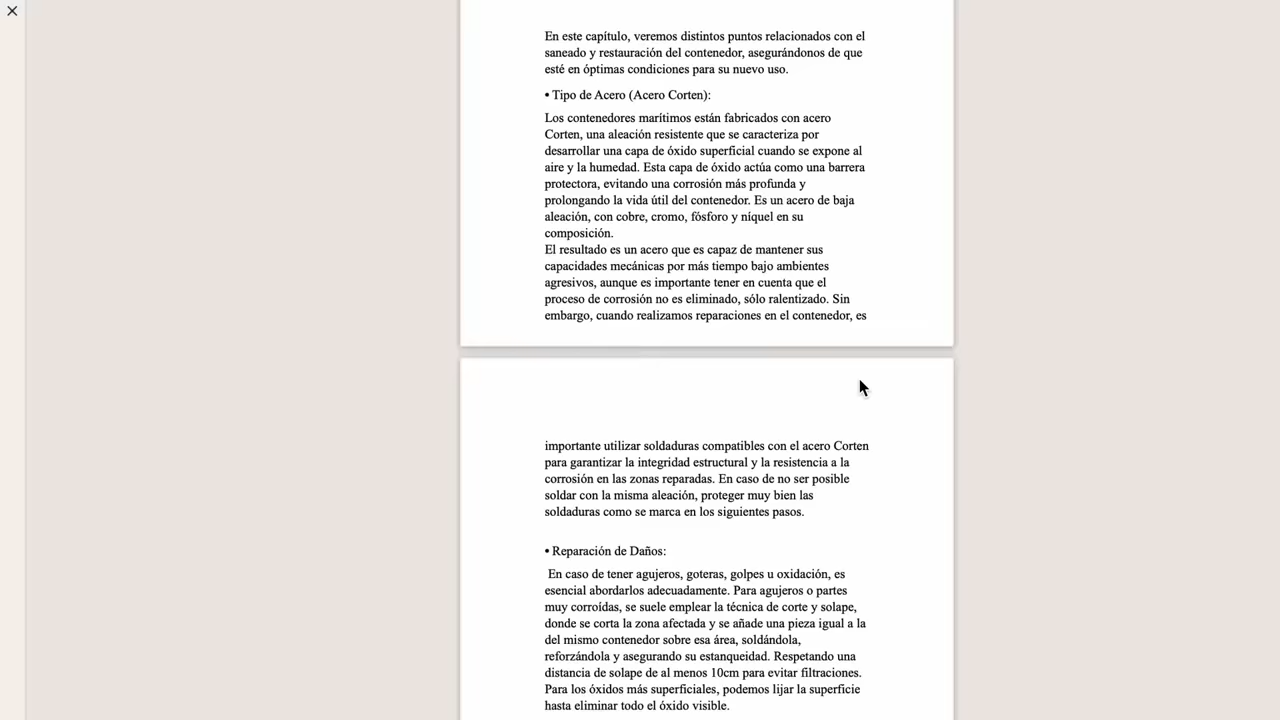 En este capítulo, veremos distintos puntos relacionados con el
saneado y restauración del contenedor, asegurándonos de que
esté en óptimas condiciones para su nuevo uso.
• Tipo de Acero (Acero Corten):
Los contenedores marítimos están fabricados con acero
Corten, una aleación resistente que se caracteriza por
desarrollar una capa de óxido superficial cuando se expone al
aire y la humedad. Esta capa de óxido actúa como una barrera
protectora, evitando una corrosión más profunda y
prolongando la vida útil del contenedor. Es un acero de baja
aleación, con cobre, cromo, fósforo y níquel en su
composición.
El resultado es un acero que es capaz de mantener sus
capacidades mecánicas por más tiempo bajo ambientes
agresivos, aunque es importante tener en cuenta que el
proceso de corrosión no es eliminado, sólo ralentizado. Sin
embargo, cuando realizamos reparaciones en el contenedor, es
importante utilizar soldaduras compatibles con el acero Corten
para garantizar la integridad estructural y la resistencia a la
corrosión en las zonas reparadas. En caso de no ser posible
soldar con la misma aleación, proteger muy bien las
soldaduras como se marca en los siguientes pasos.
• Reparación de Daños:
En caso de tener agujeros, goteras, golpes u oxidación, es
esencial abordarlos adecuadamente. Para agujeros o partes
muy corroídas, se suele emplear la técnica de corte y solape,
donde se corta la zona afectada y se añade una pieza igual a la
del mismo contenedor sobre esa área, soldándola,
reforzándola y asegurando su estanqueidad. Respetando una
distancia de solape de al menos 10cm para evitar filtraciones.
Para los óxidos más superficiales, podemos lijar la superficie
hasta eliminar todo el óxido visible.